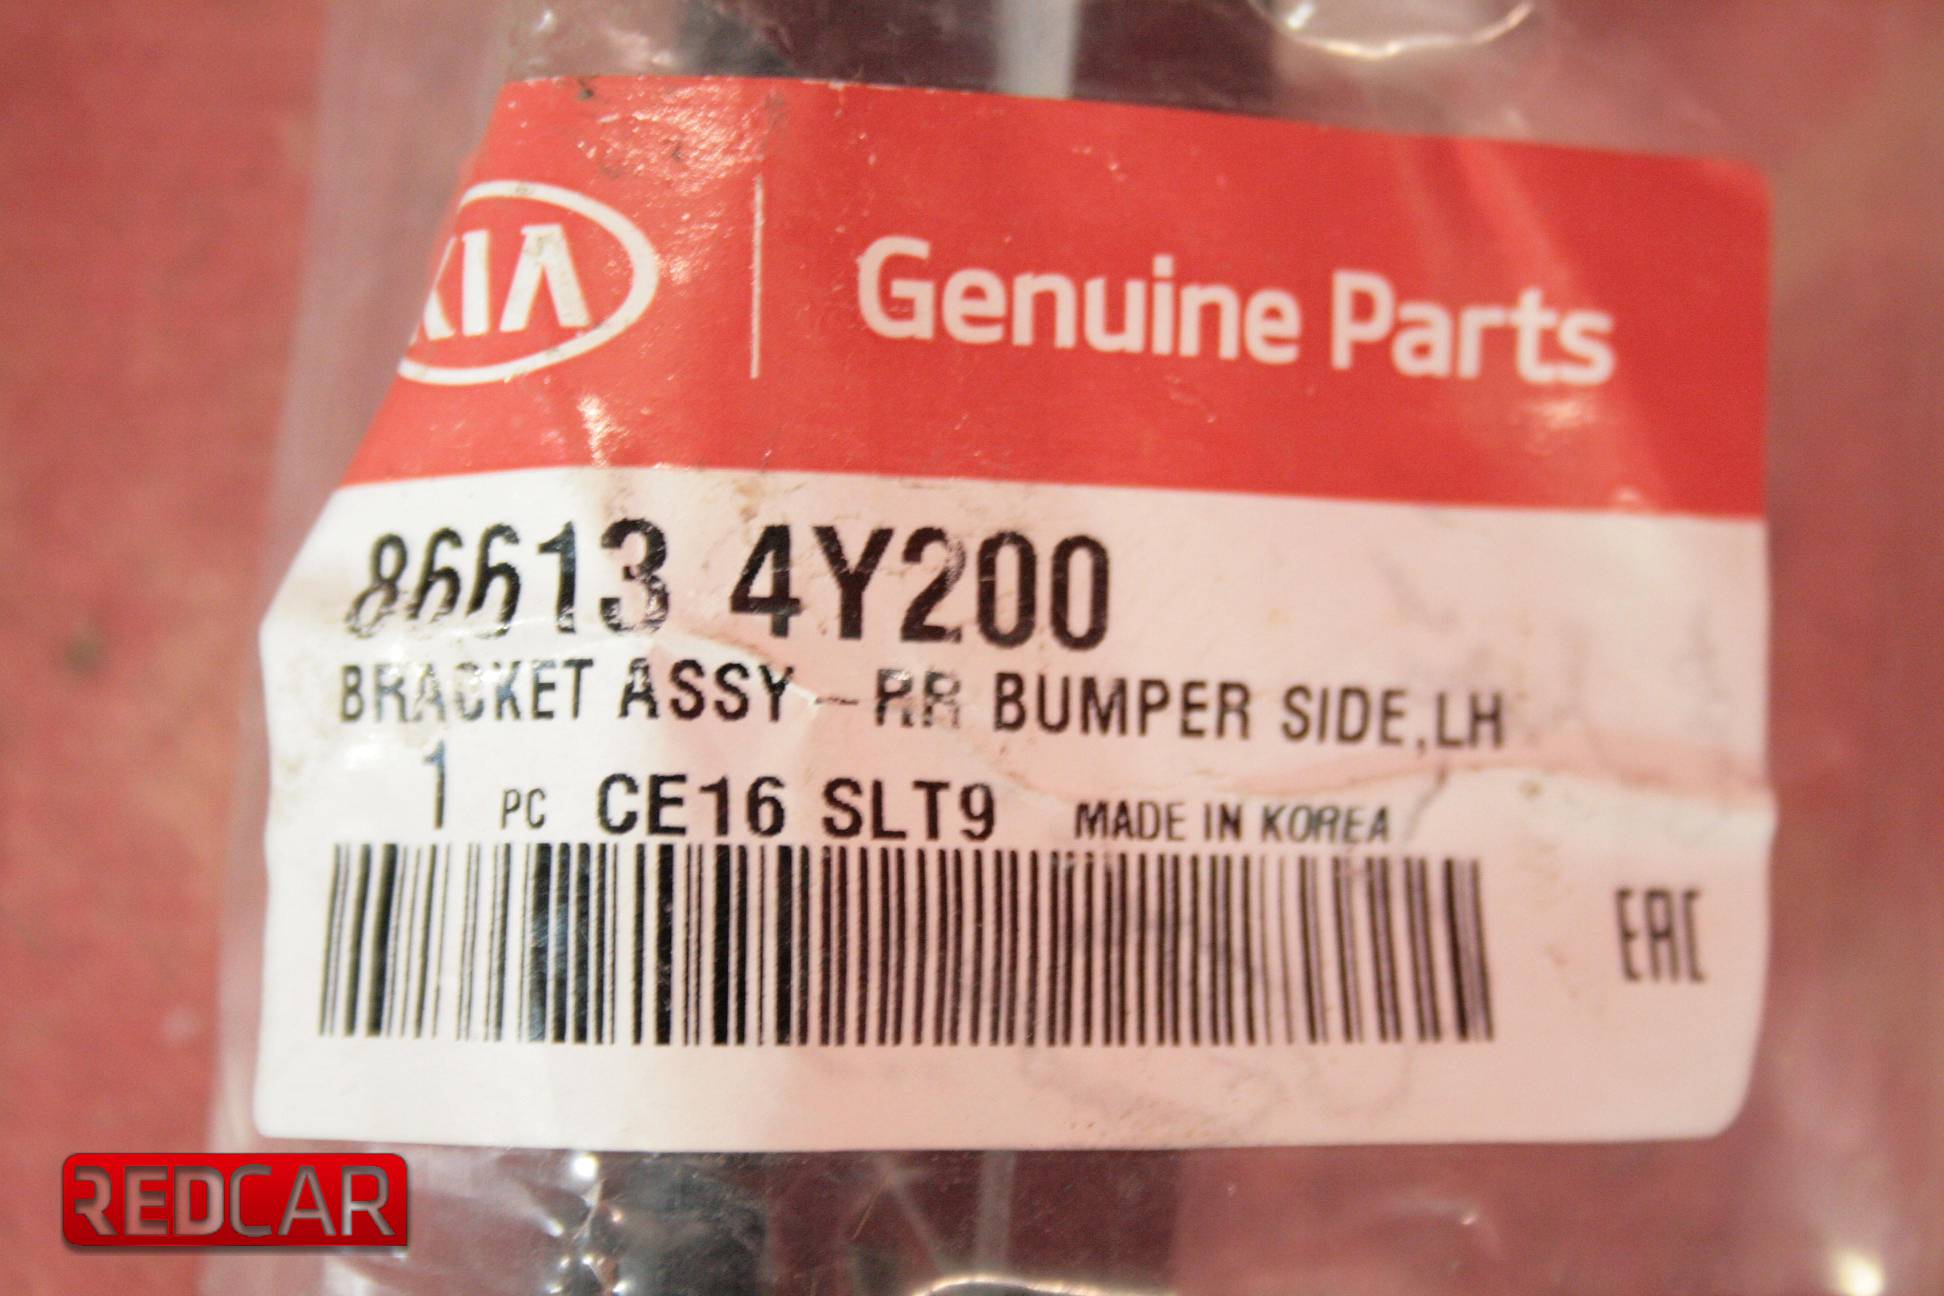 KIA
Genuine Parts
86613 4Y200
BRACKET ASSY-RR BUMPER SIDE,LH
1 PC CE16 SLT9 MADE IN KOREA
EAC
REDCAR